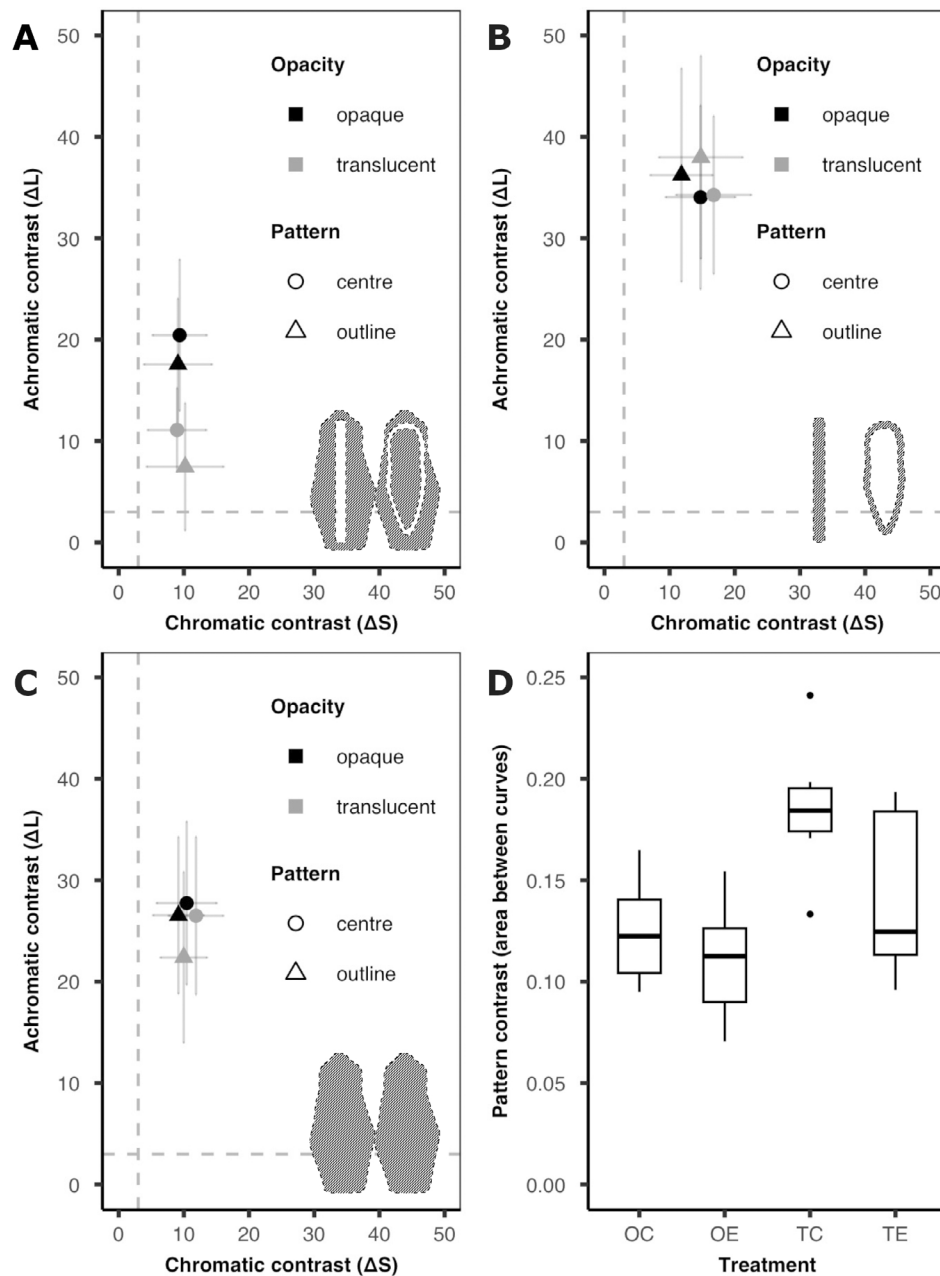 A
50
40
30
20
10
0
Achromatic contrast (ΔL)
Opacity
opaque
translucent
Pattern
centre
outline
0 10 20 30 40 50
Chromatic contrast (ΔS)
B
50
40
30
20
10
0
Achromatic contrast (ΔL)
Opacity
opaque
translucent
Pattern
centre
outline
0 10 20 30 40 50
Chromatic contrast (ΔS)
C
50
40
30
20
10
0
Achromatic contrast (ΔL)
Opacity
opaque
translucent
Pattern
centre
outline
0 10 20 30 40 50
Chromatic contrast (ΔS)
D
0.25
0.20
0.15
0.10
0.05
0.00
Pattern contrast (area between curves)
OC OE TC TE
Treatment